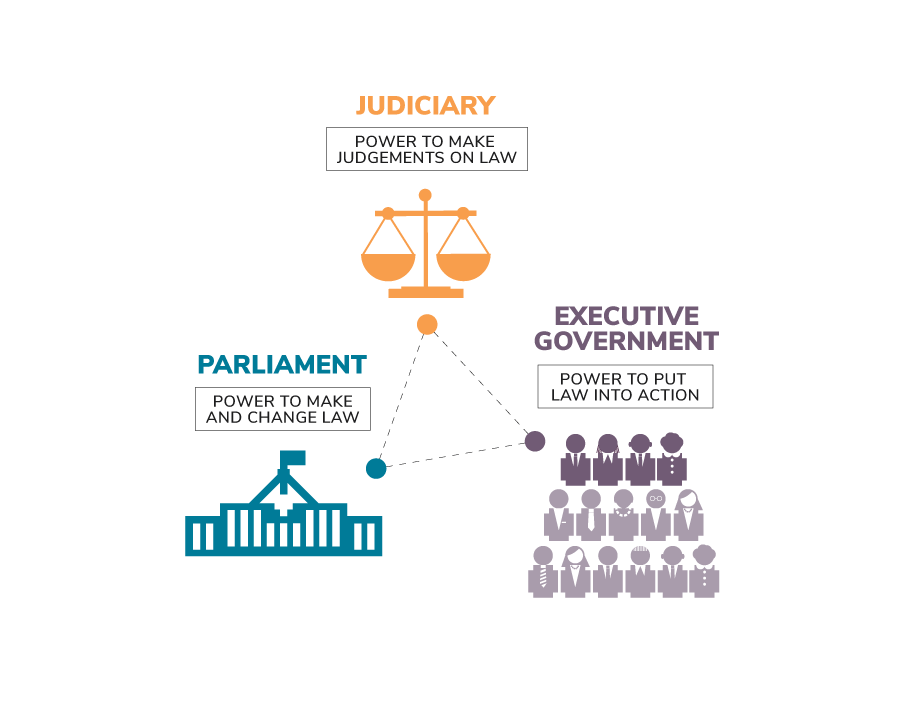 JUDICIARY
POWER TO MAKE
JUDGEMENTS ON LAW
EXECUTIVE
GOVERNMENT
POWER TO PUT
LAW INTO ACTION
PARLIAMENT
POWER TO MAKE
AND CHANGE LAW